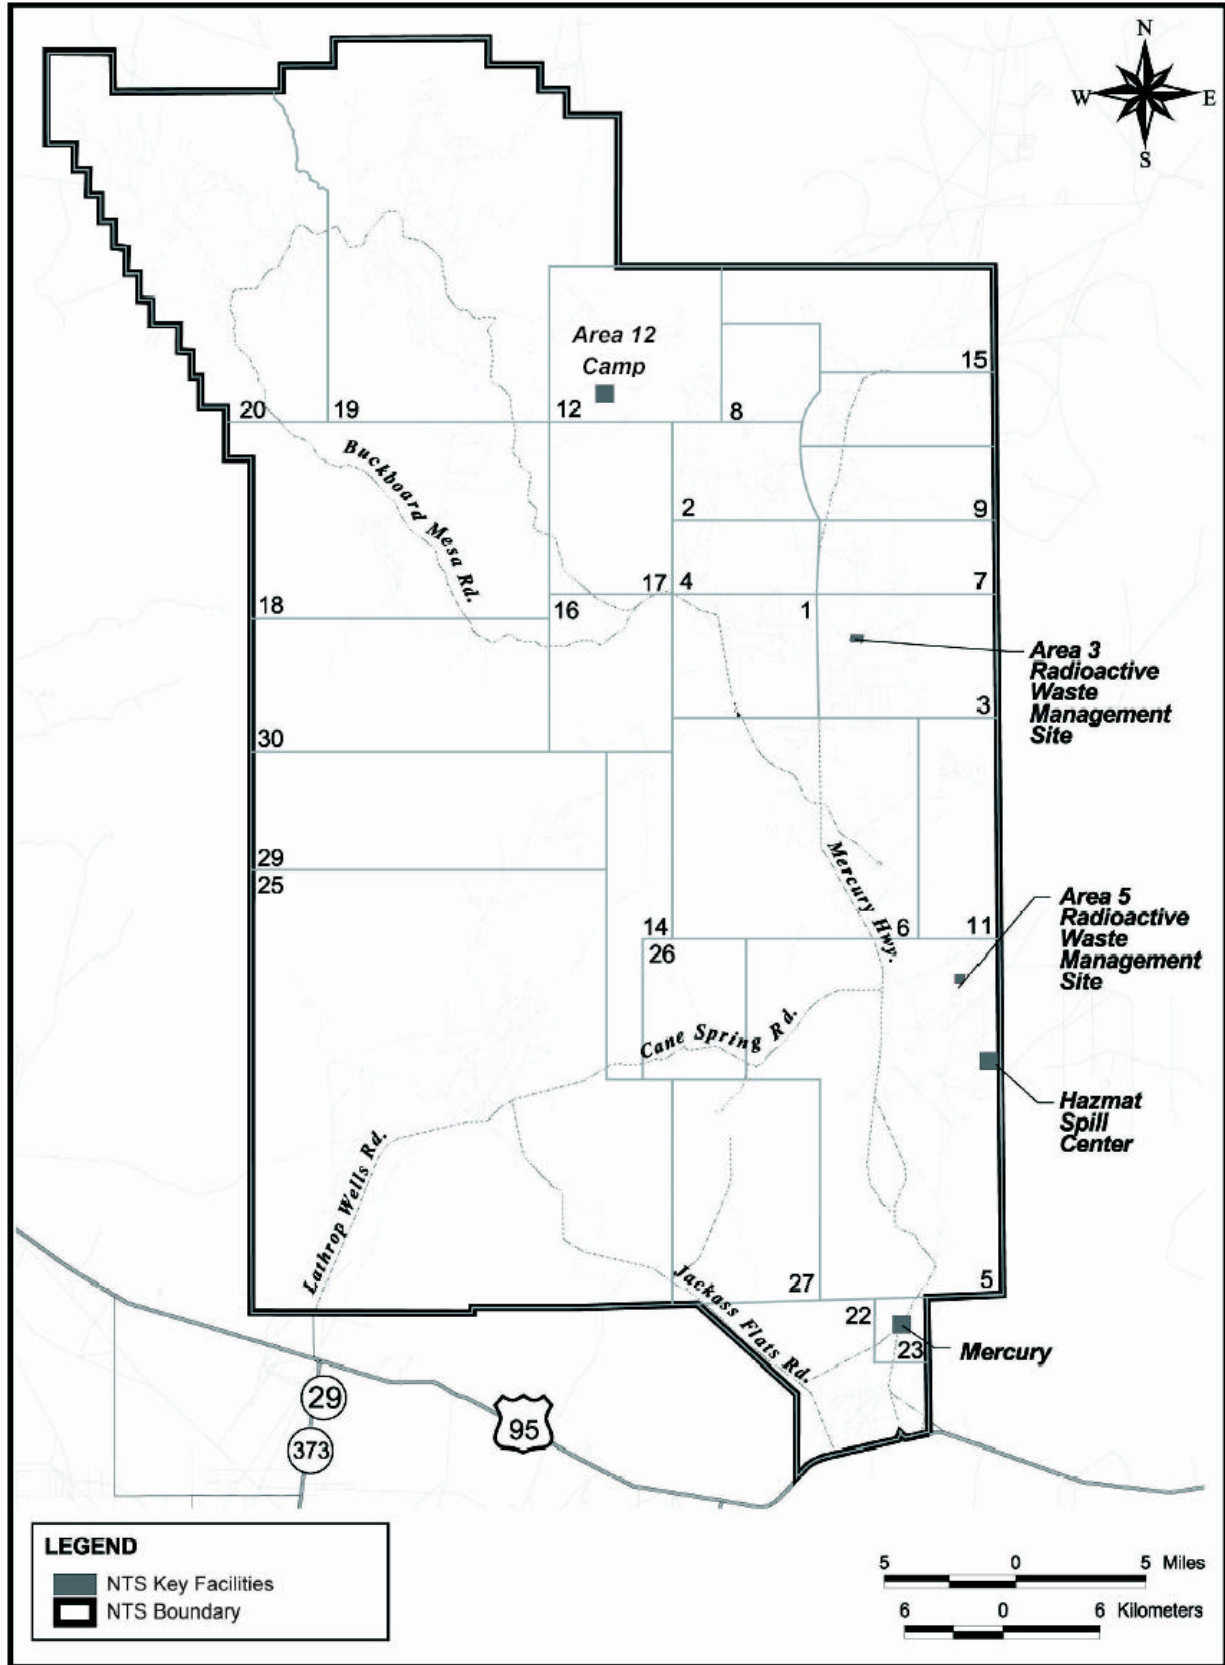 N
W
E
S
Area 12
Camp
15
20
19
12
8
Buckboard Mesa Rd.
2
9
17
4
7
18
16
1
Area 3
Radioactive
Waste
Management
Site
3
30
29
25
Mercury Hwy.
14
6
11
26
Area 5
Radioactive
Waste
Management
Site
Cane Spring Rd.
Hazmat
Spill
Center
Lathrop Wells Rd.
27
5
Jackass Flats Rd.
22
23
Mercury
29
95
373
LEGEND
NTS Key Facilities
NTS Boundary
5 0 5 Miles
6 0 6 Kilometers